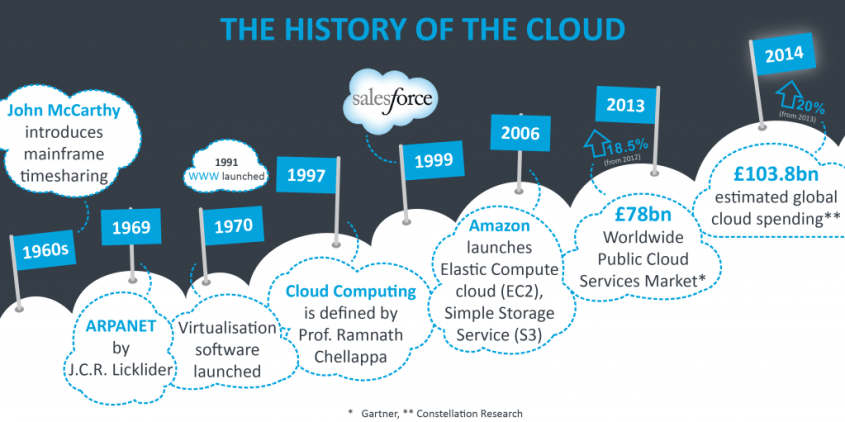 THE HISTORY OF THE CLOUD
John McCarthy
introduces
mainframe
timesharing
1960s
1969
ARPANET
by
J.C.R. Licklider
1970
Virtualisation
software
launched
1991
WWW launched
1997
Cloud Computing
is defined by
Prof. Ramnath
Chellappa
salesforce
1999
2006
Amazon
launches
Elastic Compute
cloud (EC2),
Simple Storage
Service (S3)
2013
18.5%
(from 2012)
£78bn
Worldwide
Public Cloud
Services Market*
2014
20%
(from 2013)
£103.8bn
estimated global
cloud spending**
* Gartner, ** Constellation Research